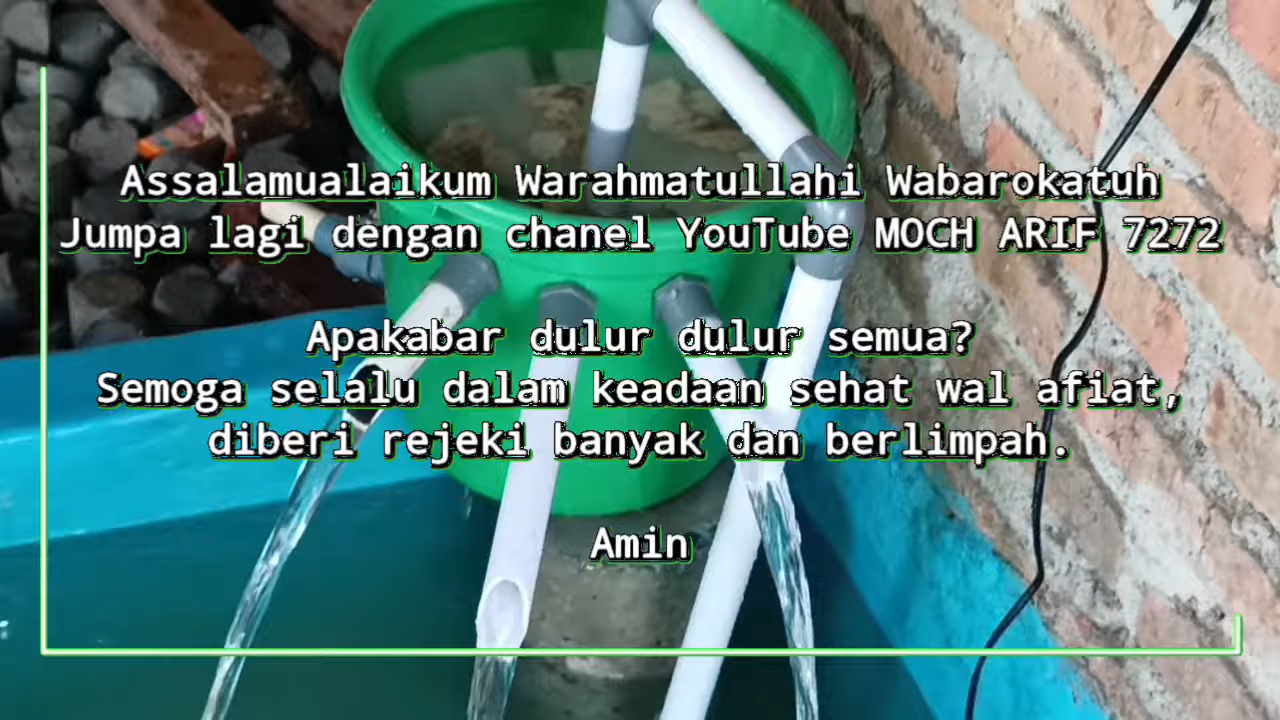 Assalamualaikum Warahmatullahi Wabarokatuh
Jumpa lagi dengan chanel YouTube MOCH ARIF 7272
Apakabar dulur dulur semua?
Semoga selalu dalam keadaan sehat wal afiat,
diberi rejeki banyak dan berlimpah.
Amin